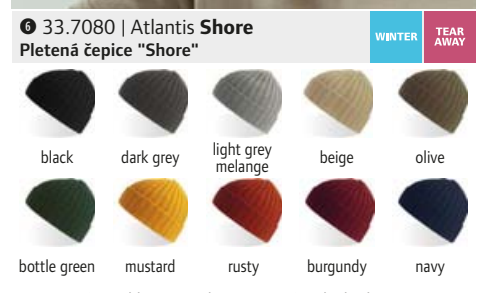 6 33.7080 | Atlantis Shore
Pletená čepice "Shore"
WINTER
TEAR
AWAY
black
dark grey
light grey
melange
beige
olive
bottle green
mustard
rusty
burgundy
navy